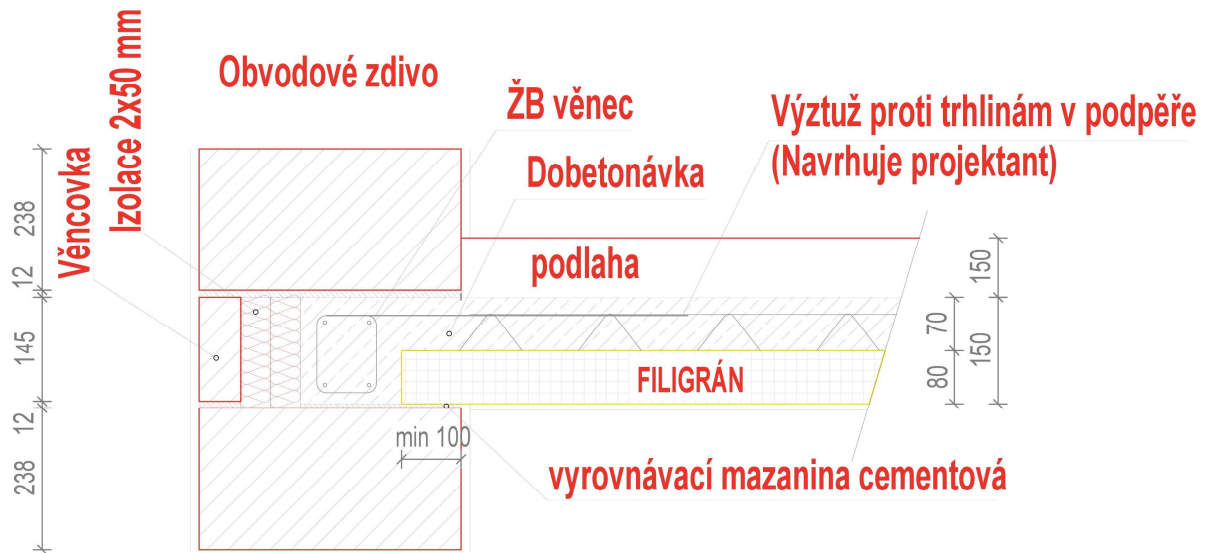 Obvodové zdivo
Izolace 2x50 mm
Věncovka
ŽB věnec
Dobetonávka
Výztuž proti trhlinám v podpěře
(Navrhuje projektant)
podlaha
FILIGRÁN
vyrovnávací mazanina cementová
min 100
238
12
145
12
238
150
70
150
80